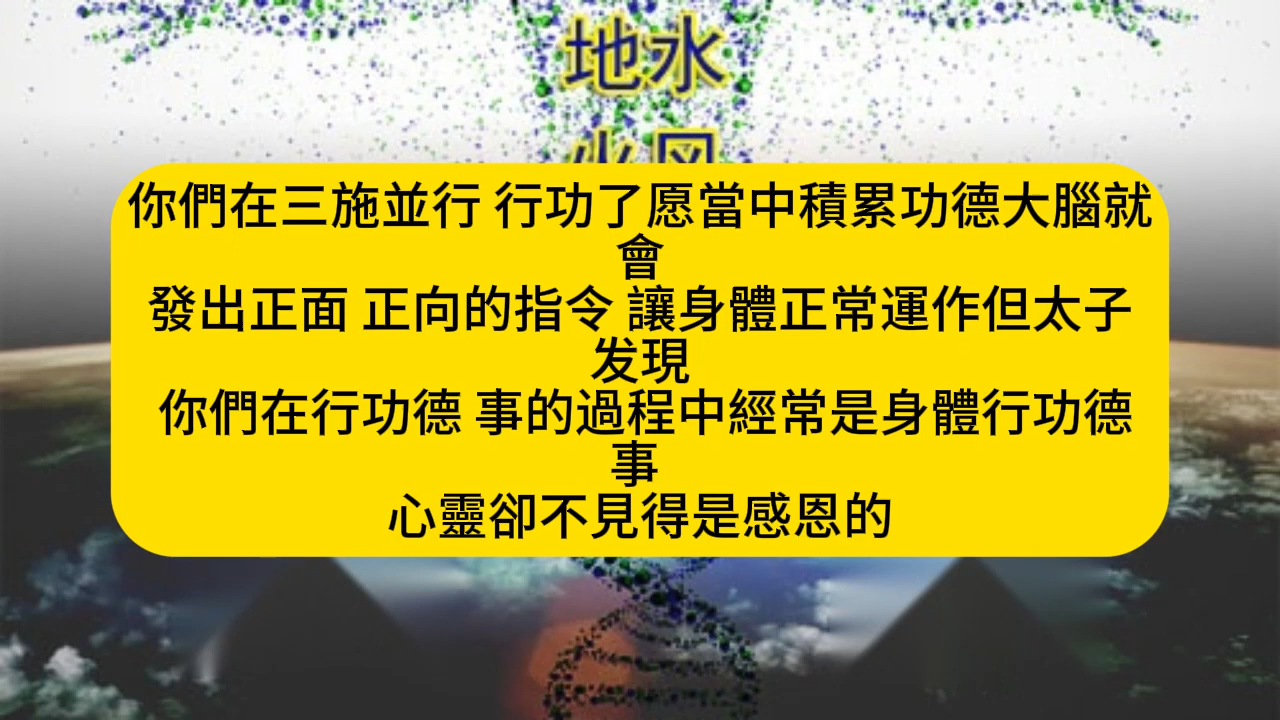 地水
你們在三施並行 行功了愿當中積累功德大腦就
會
發出正面 正向的指令 讓身體正常運作但太子
发現
你們在行功德 事的過程中經常是身體行功德
事
心靈卻不見得是感恩的